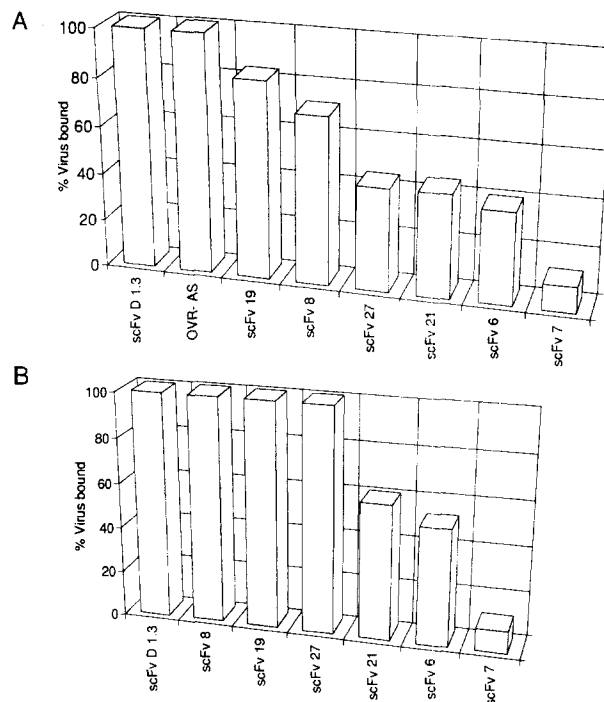 A
% Virus bound
100
80
60
40
20
0
scFv D 1.3
OVR- AS
scFv 19
scFv 8
scFv 27
scFv 21
scFv 6
scFv 7
B
% Virus bound
100
80
60
40
20
0
scFv D 1.3
scFv 8
scFv 19
scFv 27
scFv 21
scFv 6
scFv 7